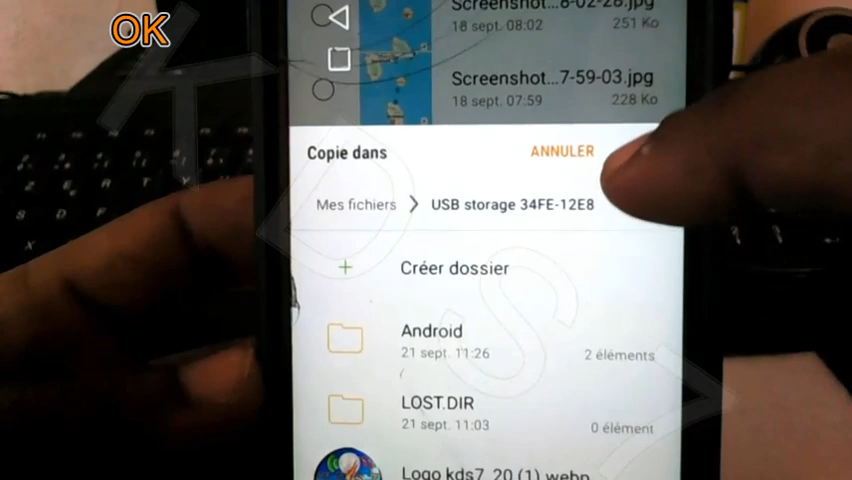 OK
Screenshot...6-02-28.jpg
18 sept. 08:02 251 Ko
Screenshot...7-59-03.jpg
18 sept. 07:59 228 Ko
Copie dans ANNULER
Mes fichiers > USB storage 34FE-12E8
+ Créer dossier
Android
21 sept. 11:26 2 éléments
LOST.DIR
21 sept. 11:03 0 élément
Logo kds7_20 (1).webp